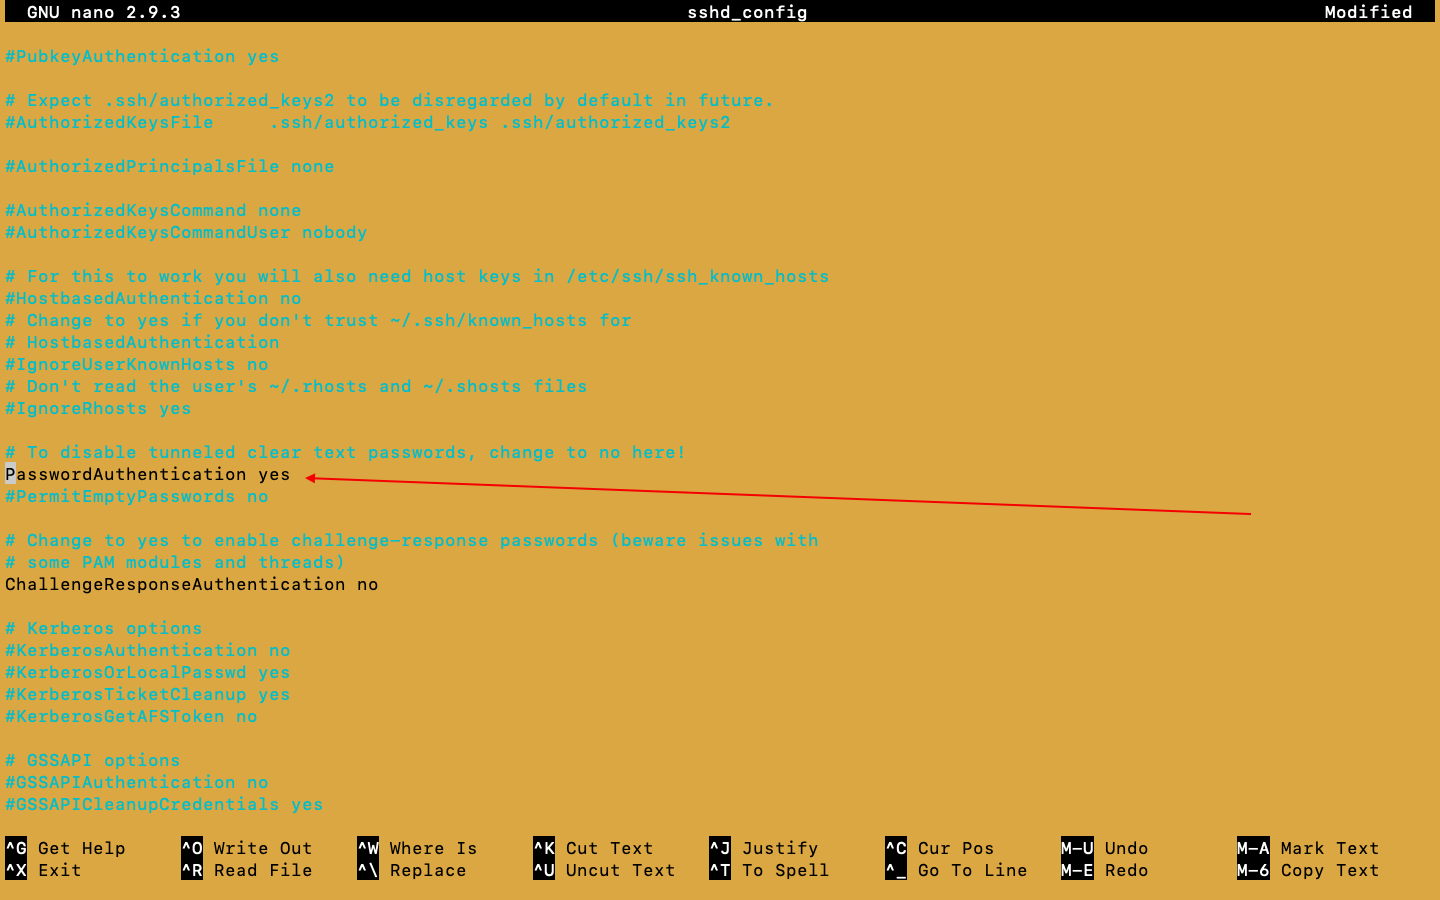 GNU nano 2.9.3 sshd_config Modified
#PubkeyAuthentication yes
# Expect .ssh/authorized_keys2 to be disregarded by default in future.
#AuthorizedKeysFile .ssh/authorized_keys .ssh/authorized_keys2
#AuthorizedPrincipalsFile none
#AuthorizedKeysCommand none
#AuthorizedKeysCommandUser nobody
# For this to work you will also need host keys in /etc/ssh/ssh_known_hosts
#HostbasedAuthentication no
# Change to yes if you don't trust ~/.ssh/known_hosts for
# HostbasedAuthentication
#IgnoreUserKnownHosts no
# Don't read the user's ~/.rhosts and ~/.shosts files
#IgnoreRhosts yes
# To disable tunneled clear text passwords, change to no here!
PasswordAuthentication yes
#PermitEmptyPasswords no
# Change to yes to enable challenge-response passwords (beware issues with
# some PAM modules and threads)
ChallengeResponseAuthentication no
# Kerberos options
#KerberosAuthentication no
#KerberosOrLocalPasswd yes
#KerberosTicketCleanup yes
#KerberosGetAFSToken no
# GSSAPI options
#GSSAPIAuthentication no
#GSSAPICleanupCredentials yes
^G Get Help ^O Write Out ^W Where Is ^K Cut Text ^J Justify ^C Cur Pos M-U Undo M-A Mark Text
^X Exit ^R Read File ^\ Replace ^U Uncut Text ^T To Spell ^_ Go To Line M-E Redo M-6 Copy Text